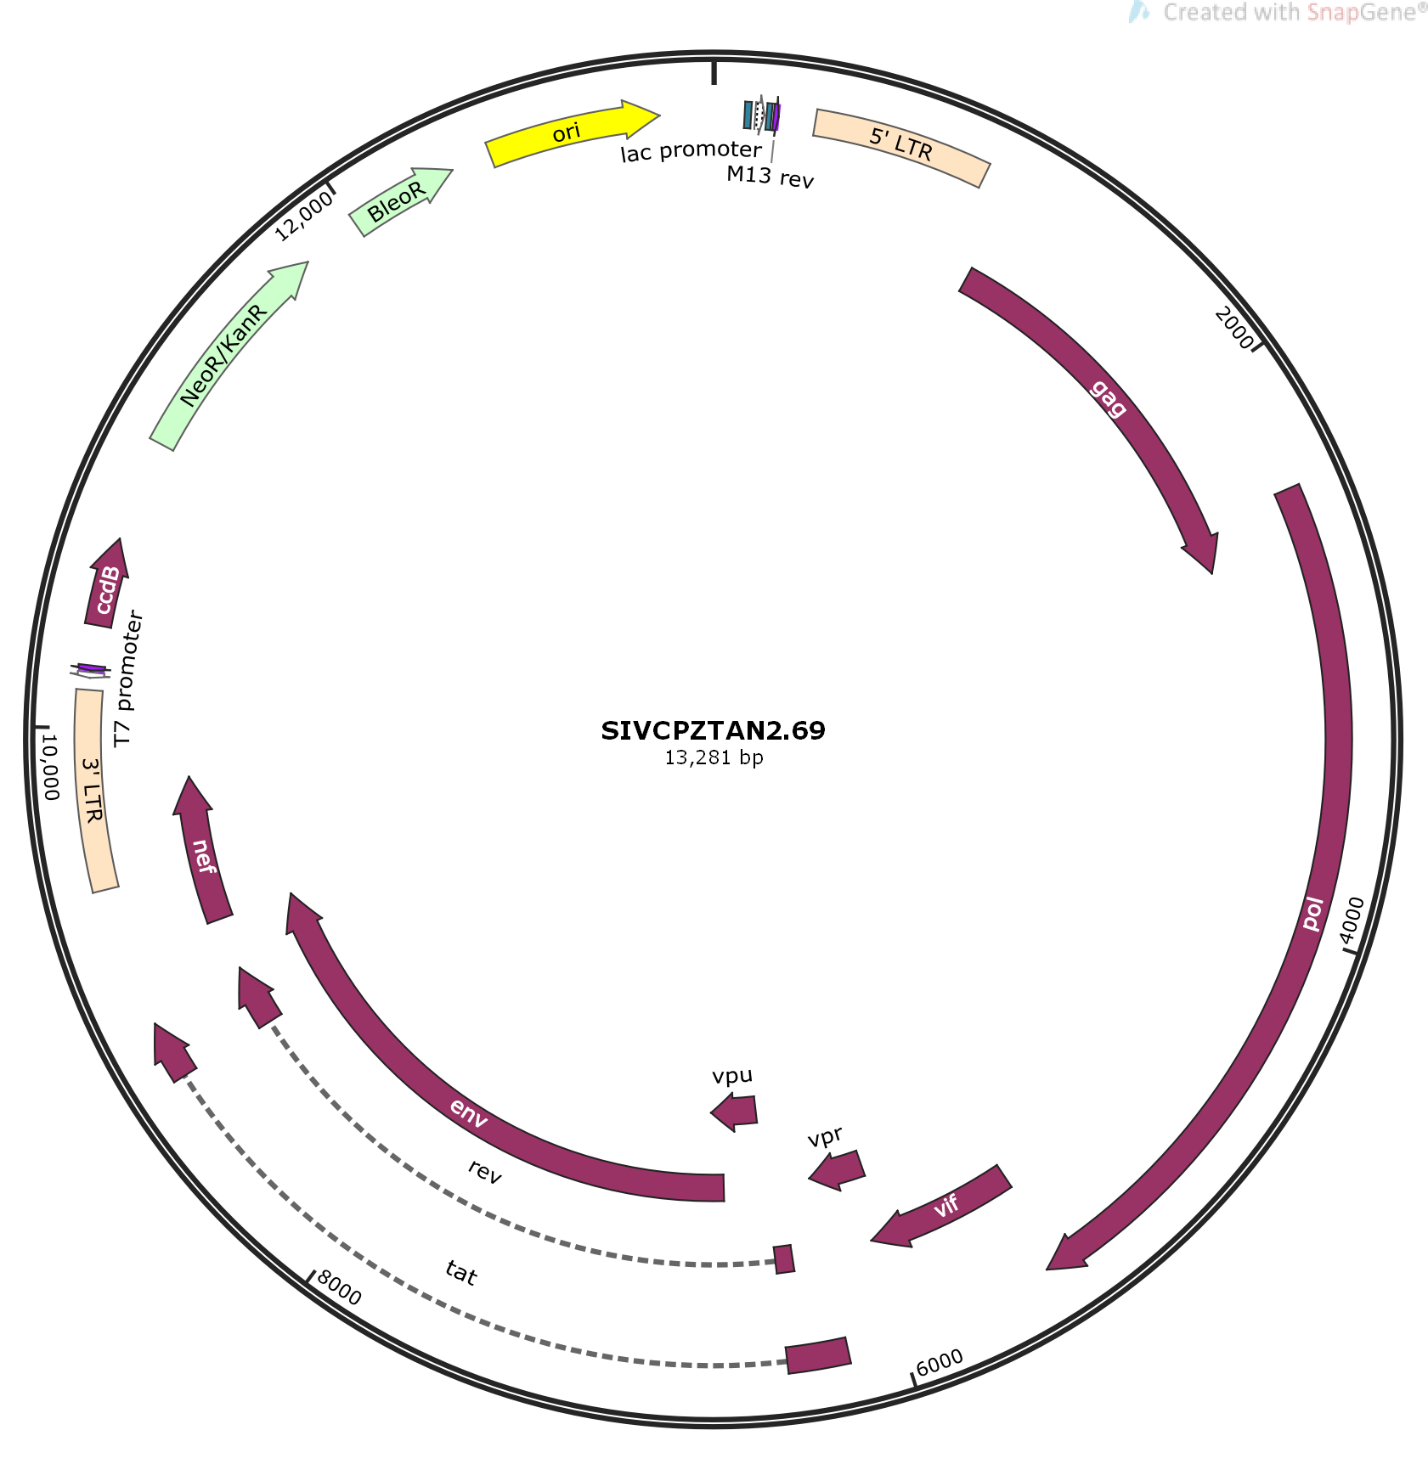 Created with SnapGene®
ori
lac promoter
M13 rev
5' LTR
BleoR
12,000
2000
NeoR/KanR
gag
ccdB
T7 promoter
SIVCPZTAN2.69
13,281 bp
10,000
3' LTR
nef
pol
4000
vpu
env
vpr
rev
vif
tat
8000
6000